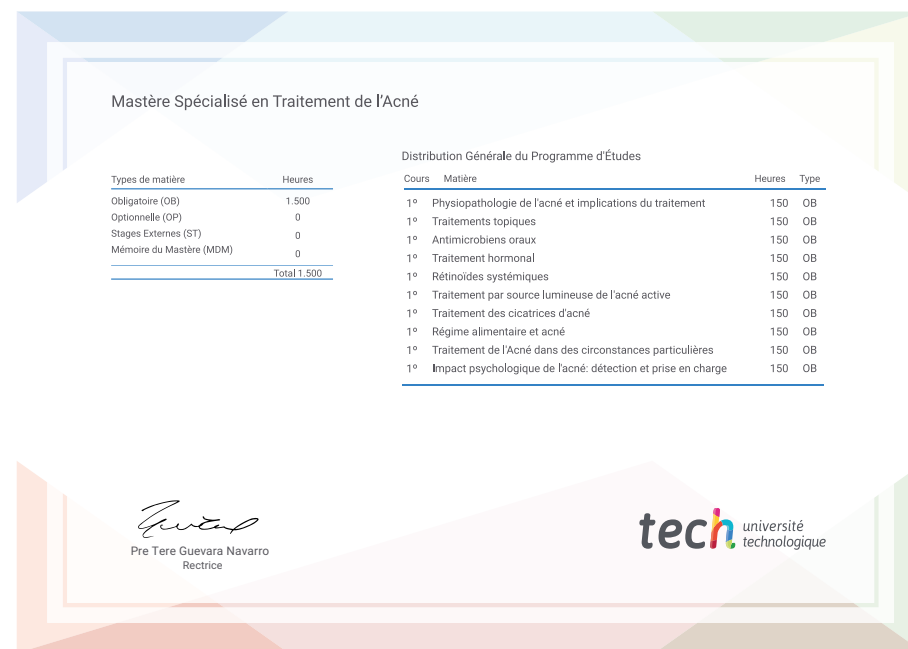 Mastère Spécialisé en Traitement de l'Acné
Types de matière Heures
Obligatoire (OB) 1.500
Optionnelle (OP) 0
Stages Externes (ST) 0
Mémoire du Mastère (MDM) 0
Total 1.500
Distribution Générale du Programme d'Études
Cours Matière Heures Type
1º Physiopathologie de l'acné et implications du traitement 150 OB
1º Traitements topiques 150 OB
1º Antimicrobiens oraux 150 OB
1º Traitement hormonal 150 OB
1º Rétinoïdes systémiques 150 OB
1º Traitement par source lumineuse de l'acné active 150 OB
1º Traitement des cicatrices d'acné 150 OB
1º Régime alimentaire et acné 150 OB
1º Traitement de l'Acné dans des circonstances particulières 150 OB
1º Impact psychologique de l'acné: détection et prise en charge 150 OB
Pre Tere Guevara Navarro
Rectrice
tech université
technologique